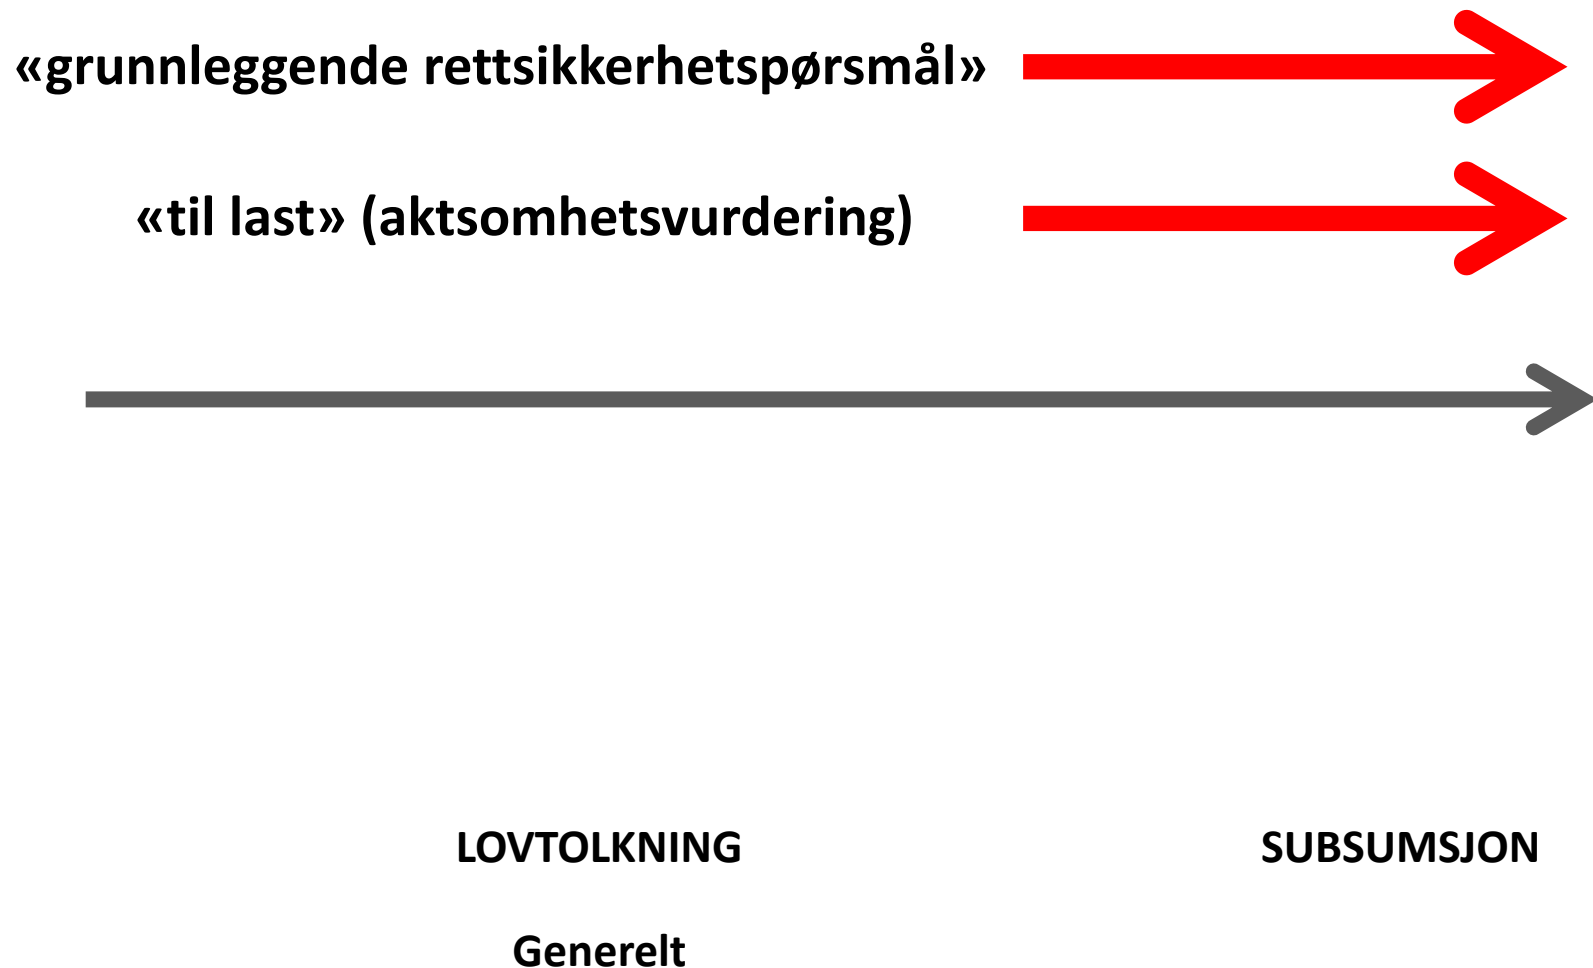 «grunnleggende rettsikkerhetspørsmål»
«til last» (aktsomhetsvurdering)
LOVTOLKNING
SUBSUMSJON
Generelt